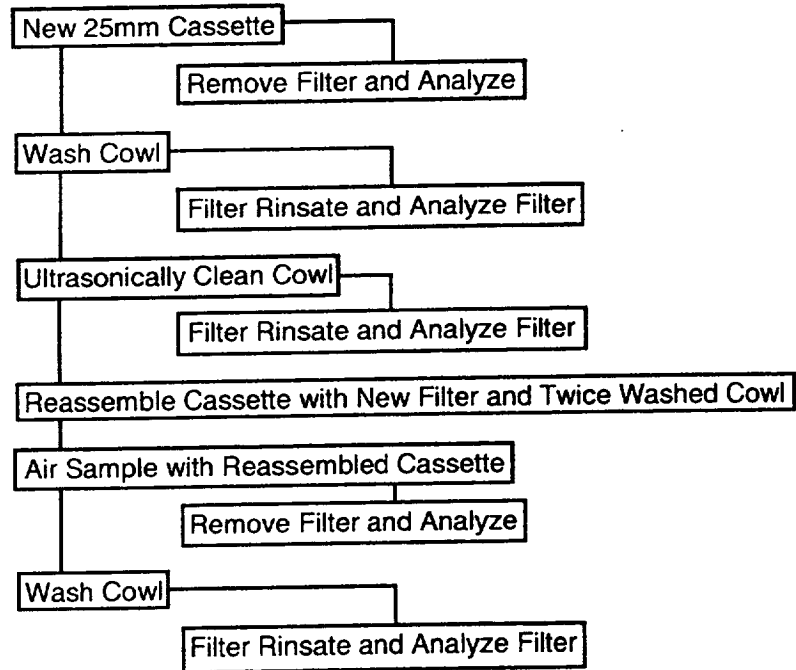 New 25mm Cassette
Remove Filter and Analyze
Wash Cowl
Filter Rinsate and Analyze Filter
Ultrasonically Clean Cowl
Filter Rinsate and Analyze Filter
Reassemble Cassette with New Filter and Twice Washed Cowl
Air Sample with Reassembled Cassette
Remove Filter and Analyze
Wash Cowl
Filter Rinsate and Analyze Filter